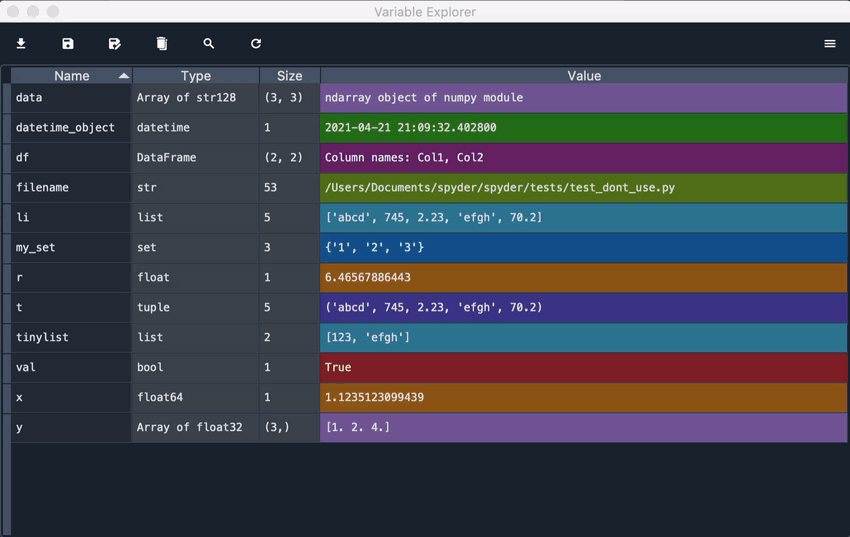 Variable Explorer
Name Type Size Value
data Array of str128 (3, 3) ndarray object of numpy module
datetime_object datetime 1 2021-04-21 21:09:32.402800
df DataFrame (2, 2) Column names: Col1, Col2
filename str 53 /Users/Documents/spyder/spyder/tests/test_dont_use.py
li list 5 ['abcd', 745, 2.23, 'efgh', 70.2]
my_set set 3 {'1', '2', '3'}
r float 1 6.46567886443
t tuple 5 ('abcd', 745, 2.23, 'efgh', 70.2)
tinylist list 2 [123, 'efgh']
val bool 1 True
x float64 1 1.1235123099439
y Array of float32 (3,) [1. 2. 4.]